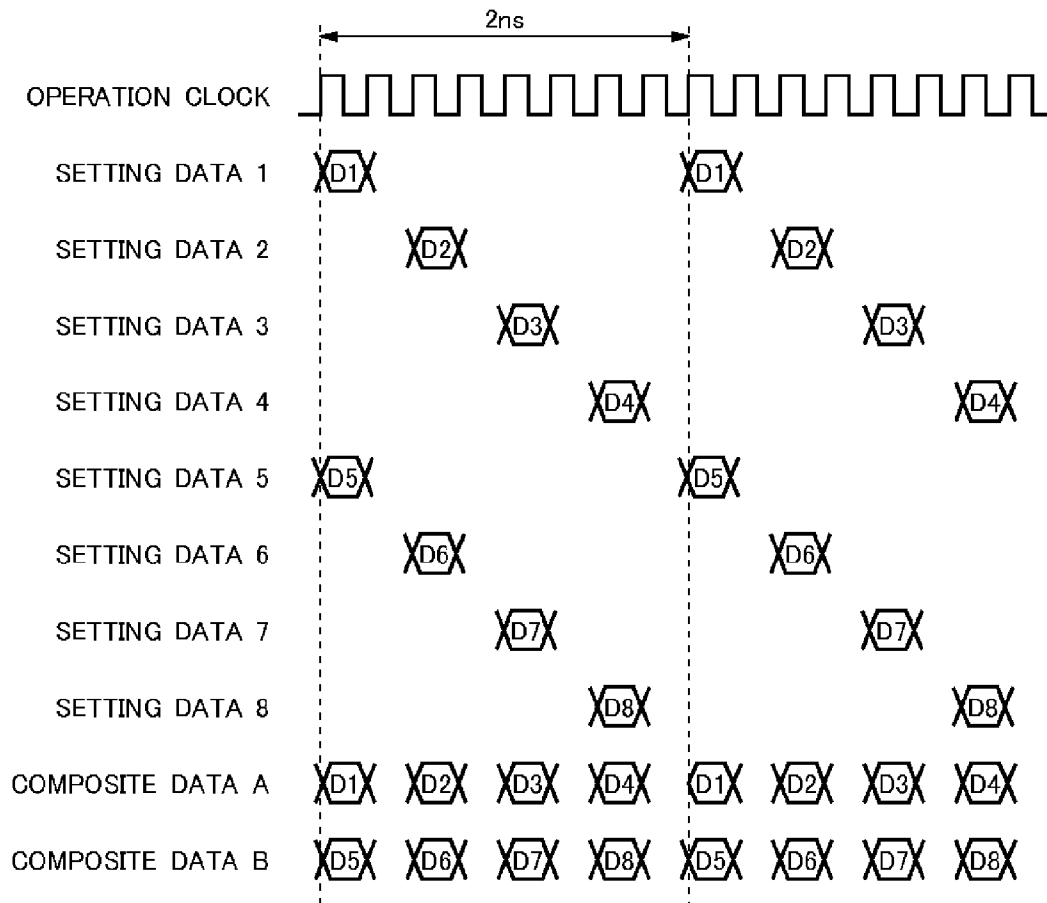 2ns
OPERATION CLOCK
SETTING DATA 1 D1 D1
SETTING DATA 2 D2 D2
SETTING DATA 3 D3 D3
SETTING DATA 4 D4 D4
SETTING DATA 5 D5 D5
SETTING DATA 6 D6 D6
SETTING DATA 7 D7 D7
SETTING DATA 8 D8 D8
COMPOSITE DATA A D1 D2 D3 D4 D1 D2 D3 D4
COMPOSITE DATA B D5 D6 D7 D8 D5 D6 D7 D8